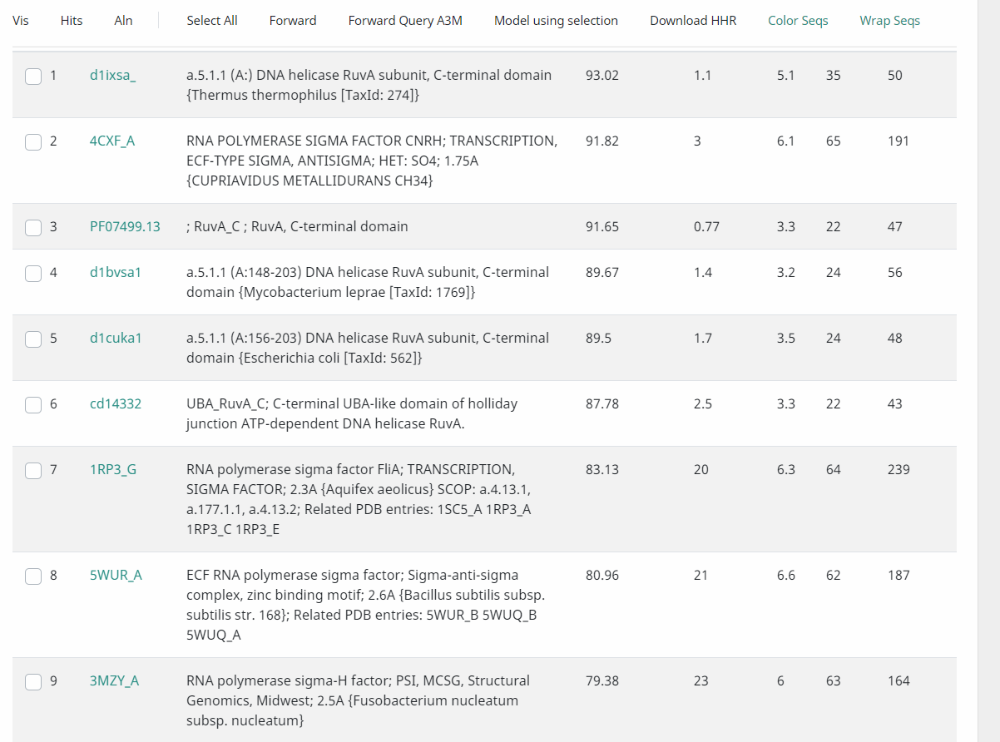 Vis Hits Aln Select All Forward Forward Query A3M Model using selection Download HHR Color Seqs Wrap Seqs
1 d1ixsa_ a.5.1.1 (A:) DNA helicase RuvA subunit, C-terminal domain 93.02 1.1 5.1 35 50
{Thermus thermophilus [TaxId: 274]}
2 4CXF_A RNA POLYMERASE SIGMA FACTOR CNRH; TRANSCRIPTION, 91.82 3 6.1 65 191
ECF-TYPE SIGMA, ANTISIGMA; HET: SO4; 1.75A
{CUPRIAVIDUS METALLIDURANS CH34}
3 PF07499.13 ; RuvA_C ; RuvA, C-terminal domain 91.65 0.77 3.3 22 47
4 d1bvsa1 a.5.1.1 (A:148-203) DNA helicase RuvA subunit, C-terminal 89.67 1.4 3.2 24 56
domain {Mycobacterium leprae [TaxId: 1769]}
5 d1cuka1 a.5.1.1 (A:156-203) DNA helicase RuvA subunit, C-terminal 89.5 1.7 3.5 24 48
domain {Escherichia coli [TaxId: 562]}
6 cd14332 UBA_RuvA_C; C-terminal UBA-like domain of holliday 87.78 2.5 3.3 22 43
junction ATP-dependent DNA helicase RuvA.
7 1RP3_G RNA polymerase sigma factor FliA; TRANSCRIPTION, 83.13 20 6.3 64 239
SIGMA FACTOR; 2.3A {Aquifex aeolicus} SCOP: a.4.13.1,
a.177.1.1, a.4.13.2; Related PDB entries: 1SC5_A 1RP3_A
1RP3_C 1RP3_E
8 5WUR_A ECF RNA polymerase sigma factor; Sigma-anti-sigma 80.96 21 6.6 62 187
complex, zinc binding motif; 2.6A {Bacillus subtilis subsp.
subtilis str. 168}; Related PDB entries: 5WUR_B 5WUQ_B
5WUQ_A
9 3MZY_A RNA polymerase sigma-H factor; PSI, MCSG, Structural 79.38 23 6 63 164
Genomics, Midwest; 2.5A {Fusobacterium nucleatum
subsp. nucleatum}